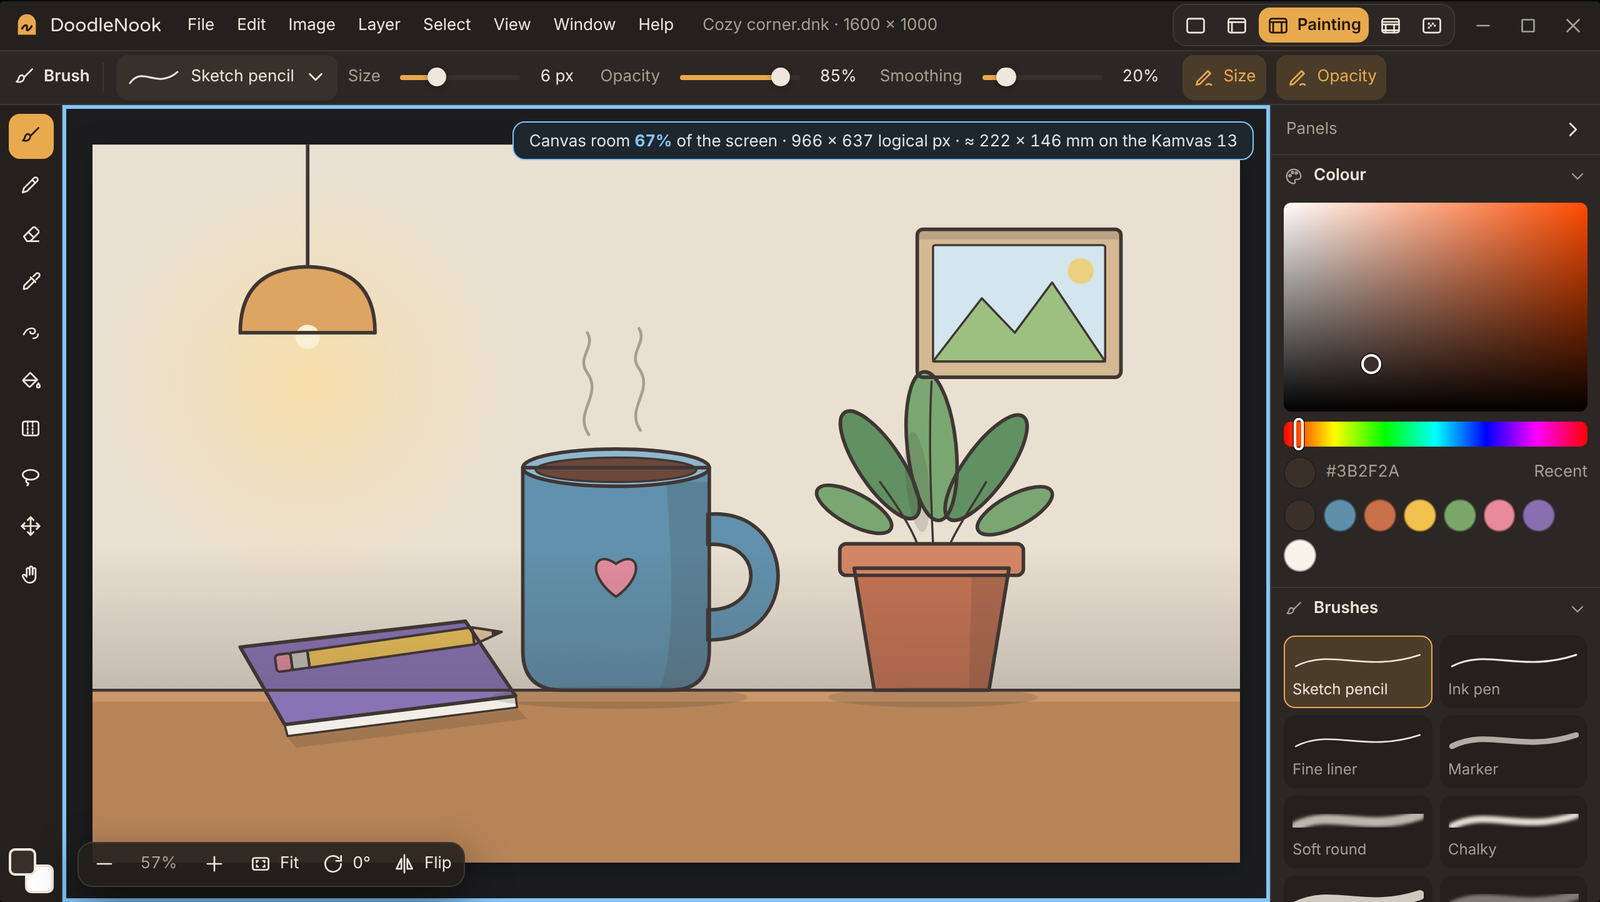 DoodleNook File Edit Image Layer Select View Window Help Cozy corner.dnk · 1600 × 1000 Painting
Brush Sketch pencil Size 6 px Opacity 85% Smoothing 20% Size Opacity
Canvas room 67% of the screen · 966 × 637 logical px · ≈ 222 × 146 mm on the Kamvas 13
Panels
Colour
#3B2F2A Recent
Brushes
Sketch pencil Ink pen
Fine liner Marker
Soft round Chalky
57% Fit 0° Flip